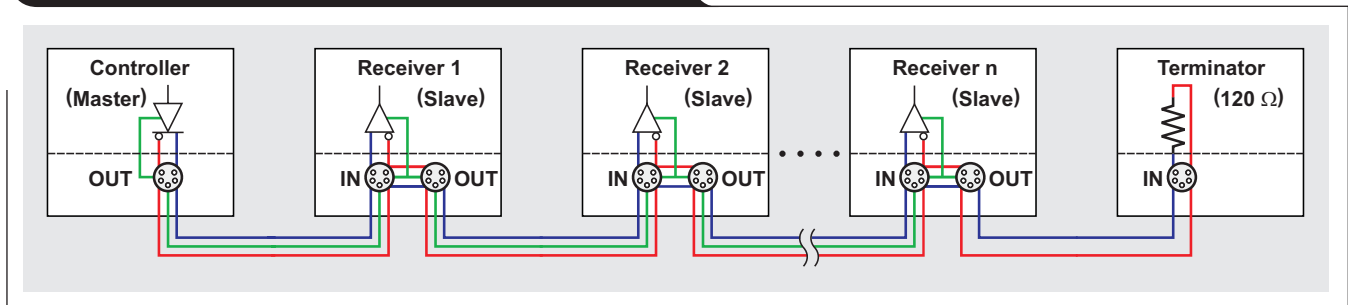 Controller
(Master)
OUT
Receiver 1
(Slave)
IN
OUT
Receiver 2
(Slave)
IN
OUT
Receiver n
(Slave)
IN
OUT
Terminator
(120 Ω)
IN